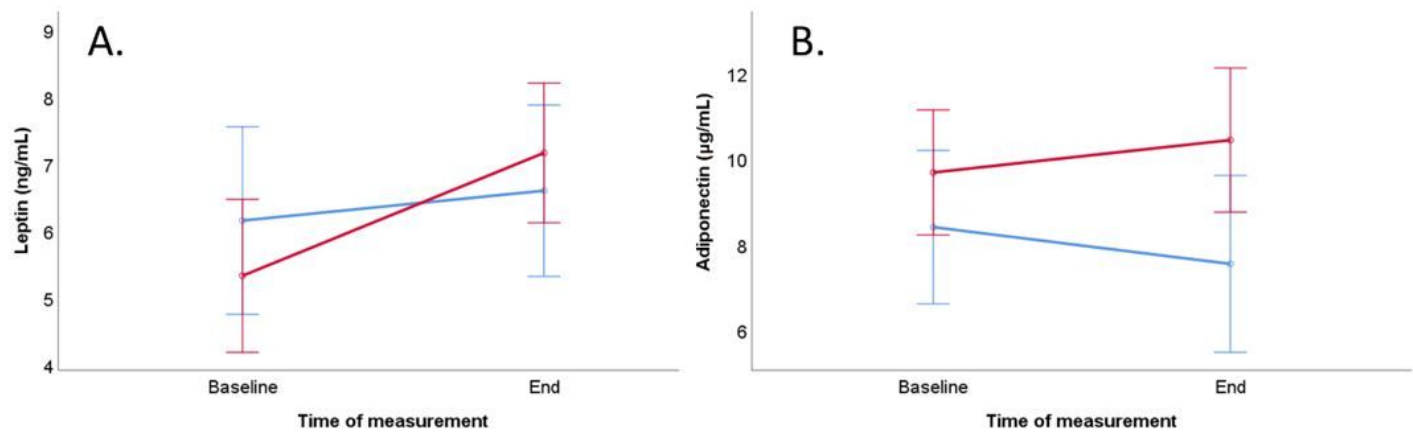 A.
Leptin (ng/mL)
9
8
7
6
5
4
Baseline
End
Time of measurement
B.
Adiponectin (µg/mL)
12
10
8
6
Baseline
End
Time of measurement